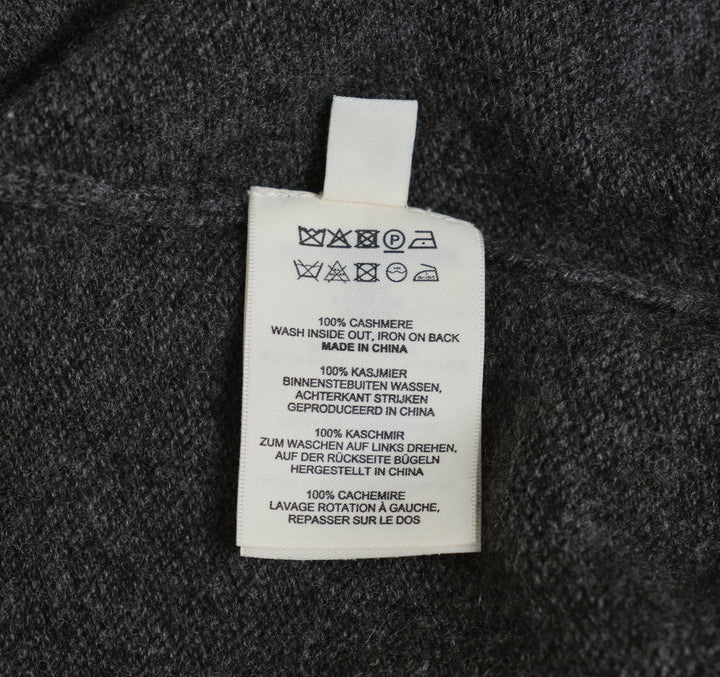 P
100% CASHMERE
WASH INSIDE OUT, IRON ON BACK
MADE IN CHINA
100% KASJMIER
BINNENSTEBUITEN WASSEN,
ACHTERKANT STRIJKEN
GEPRODUCEERD IN CHINA
100% KASCHMIR
ZUM WASCHEN AUF LINKS DREHEN,
AUF DER RÜCKSEITE BÜGELN
HERGESTELLT IN CHINA
100% CACHEMIRE
LAVAGE ROTATION À GAUCHE,
REPASSER SUR LE DOS